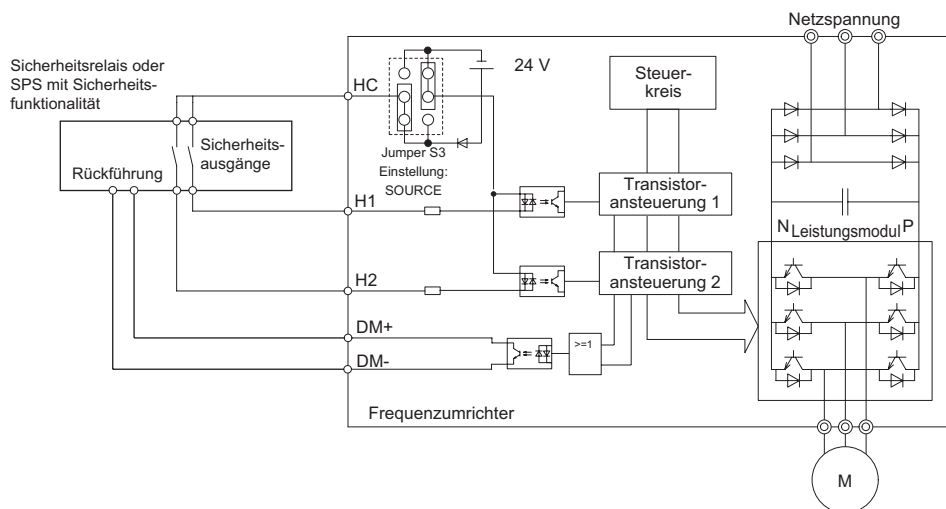 Netzspannung
Sicherheitsrelais oder
SPS mit Sicherheits-
funktionalität
HC
24 V
Steuer-
kreis
Jumper S3
Einstellung:
SOURCE
Sicherheits-
ausgänge
Rückführung
H1
Transistor-
ansteuerung 1
N Leistungsmodul P
H2
Transistor-
ansteuerung 2
DM+
>=1
DM-
Frequenzumrichter
M